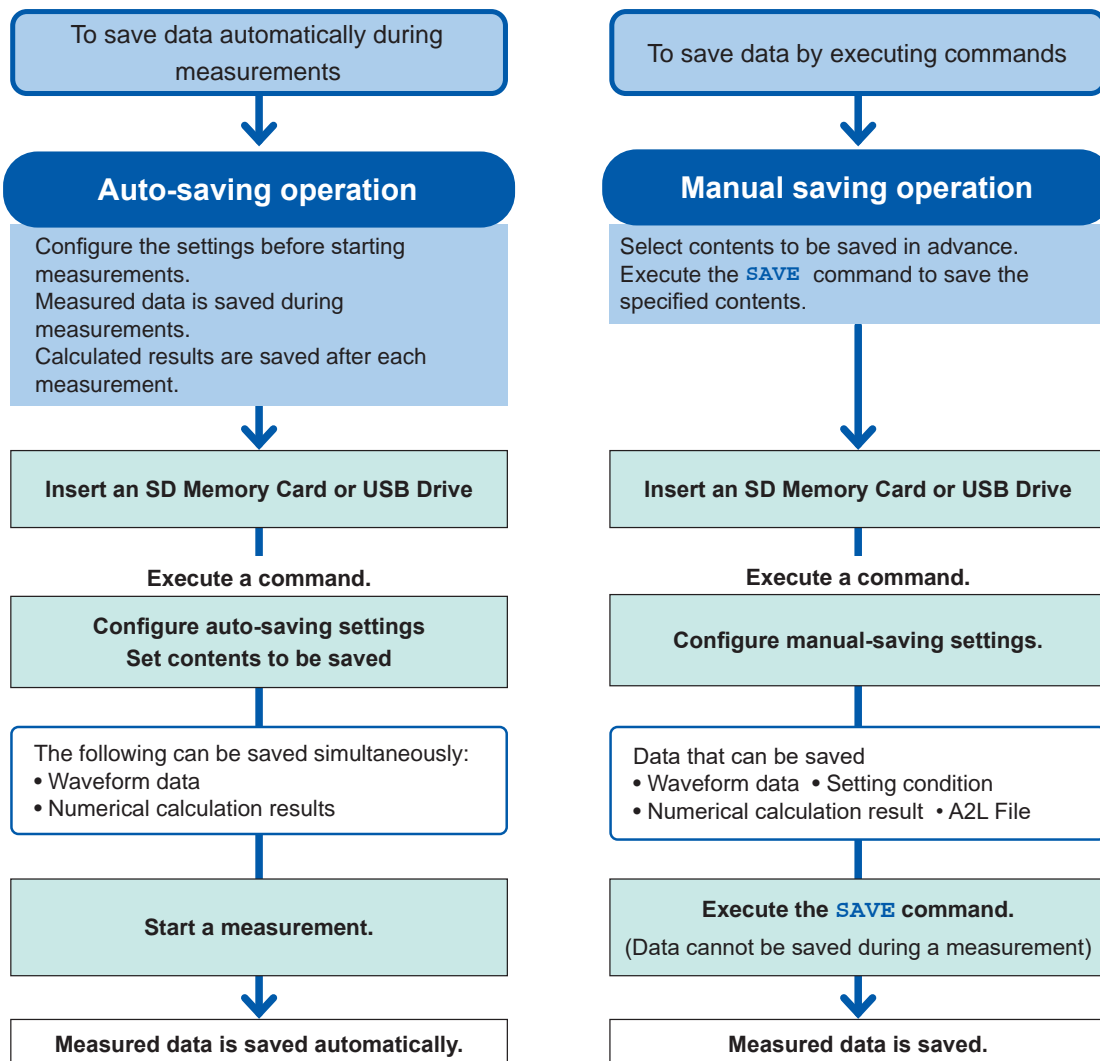 To save data automatically during
measurements
Auto-saving operation
Configure the settings before starting
measurements.
Measured data is saved during
measurements.
Calculated results are saved after each
measurement.
Insert an SD Memory Card or USB Drive
Execute a command.
Configure auto-saving settings
Set contents to be saved
The following can be saved simultaneously:
• Waveform data
• Numerical calculation results
Start a measurement.
Measured data is saved automatically.
To save data by executing commands
Manual saving operation
Select contents to be saved in advance.
Execute the SAVE command to save the
specified contents.
Insert an SD Memory Card or USB Drive
Execute a command.
Configure manual-saving settings.
Data that can be saved
• Waveform data • Setting condition
• Numerical calculation result • A2L File
Execute the SAVE command.
(Data cannot be saved during a measurement)
Measured data is saved.